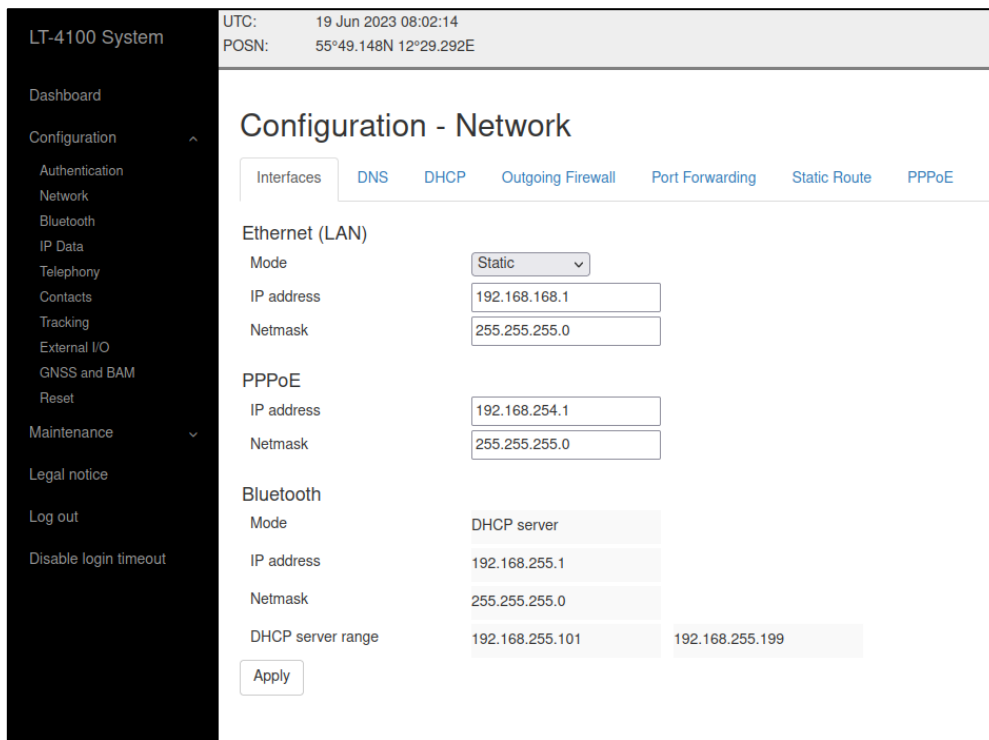 LT-4100 System
UTC: 19 Jun 2023 08:02:14
POSN: 55°49.148N 12°29.292E
Dashboard
Configuration
Authentication
Network
Bluetooth
IP Data
Telephony
Contacts
Tracking
External I/O
GNSS and BAM
Reset
Maintenance
Legal notice
Log out
Disable login timeout
Configuration - Network
Interfaces DNS DHCP Outgoing Firewall Port Forwarding Static Route PPPoE
Ethernet (LAN)
Mode Static
IP address 192.168.168.1
Netmask 255.255.255.0
PPPoE
IP address 192.168.254.1
Netmask 255.255.255.0
Bluetooth
Mode DHCP server
IP address 192.168.255.1
Netmask 255.255.255.0
DHCP server range 192.168.255.101 192.168.255.199
Apply